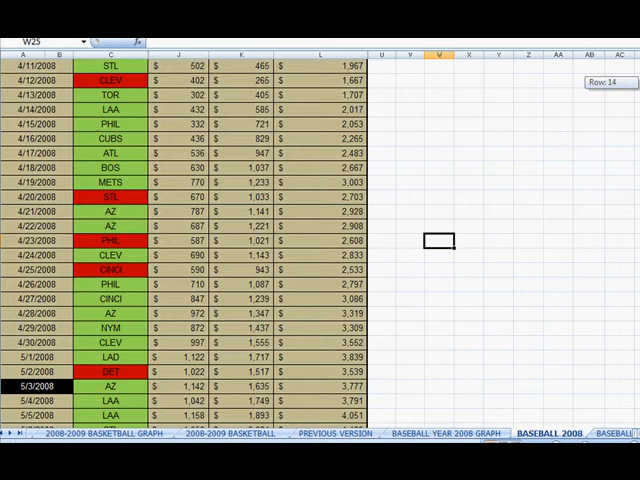 W25 fx
A B C J K L U Y W X Y Z AA AB AC
4/11/2008 STL $ 502 $ 465 $ 1,967
4/12/2008 CLEV $ 402 $ 265 $ 1,667
Row: 14
4/13/2008 TOR $ 302 $ 405 $ 1,707
4/14/2008 LAA $ 432 $ 585 $ 2,017
4/15/2008 PHIL $ 332 $ 721 $ 2,053
4/16/2008 CUBS $ 436 $ 829 $ 2,265
4/17/2008 ATL $ 536 $ 947 $ 2,483
4/18/2008 BOS $ 630 $ 1,037 $ 2,667
4/19/2008 METS $ 770 $ 1,233 $ 3,003
4/20/2008 STL $ 670 $ 1,033 $ 2,703
4/21/2008 AZ $ 787 $ 1,141 $ 2,928
4/22/2008 AZ $ 687 $ 1,221 $ 2,908
4/23/2008 PHIL $ 587 $ 1,021 $ 2,608
4/24/2008 CLEV $ 690 $ 1,143 $ 2,833
4/25/2008 CINCI $ 590 $ 943 $ 2,533
4/26/2008 PHIL $ 710 $ 1,087 $ 2,797
4/27/2008 CINCI $ 847 $ 1,239 $ 3,086
4/28/2008 AZ $ 972 $ 1,347 $ 3,319
4/29/2008 NYM $ 872 $ 1,437 $ 3,309
4/30/2008 CLEV $ 997 $ 1,555 $ 3,552
5/1/2008 LAD $ 1,122 $ 1,717 $ 3,839
5/2/2008 DET $ 1,022 $ 1,517 $ 3,539
5/3/2008 AZ $ 1,142 $ 1,635 $ 3,777
5/4/2008 LAA $ 1,042 $ 1,749 $ 3,791
5/5/2008 LAA $ 1,158 $ 1,893 $ 4,051
2008-2009 BASKETBALL GRAPH 2008-2009 BASKETBALL PREVIOUS VERSION BASEBALL YEAR 2008 GRAPH BASEBALL 2008 BASEBALL